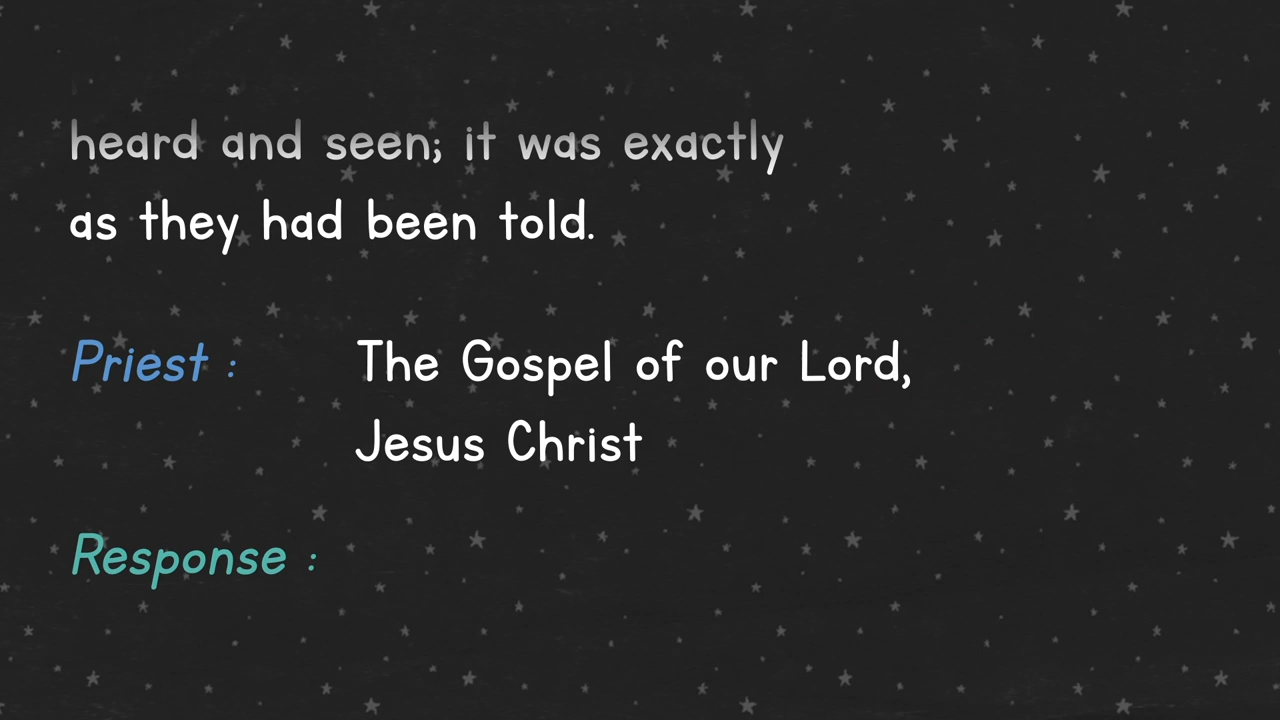 heard and seen; it was exactly
as they had been told.
Priest : The Gospel of our Lord,
Jesus Christ
Response :